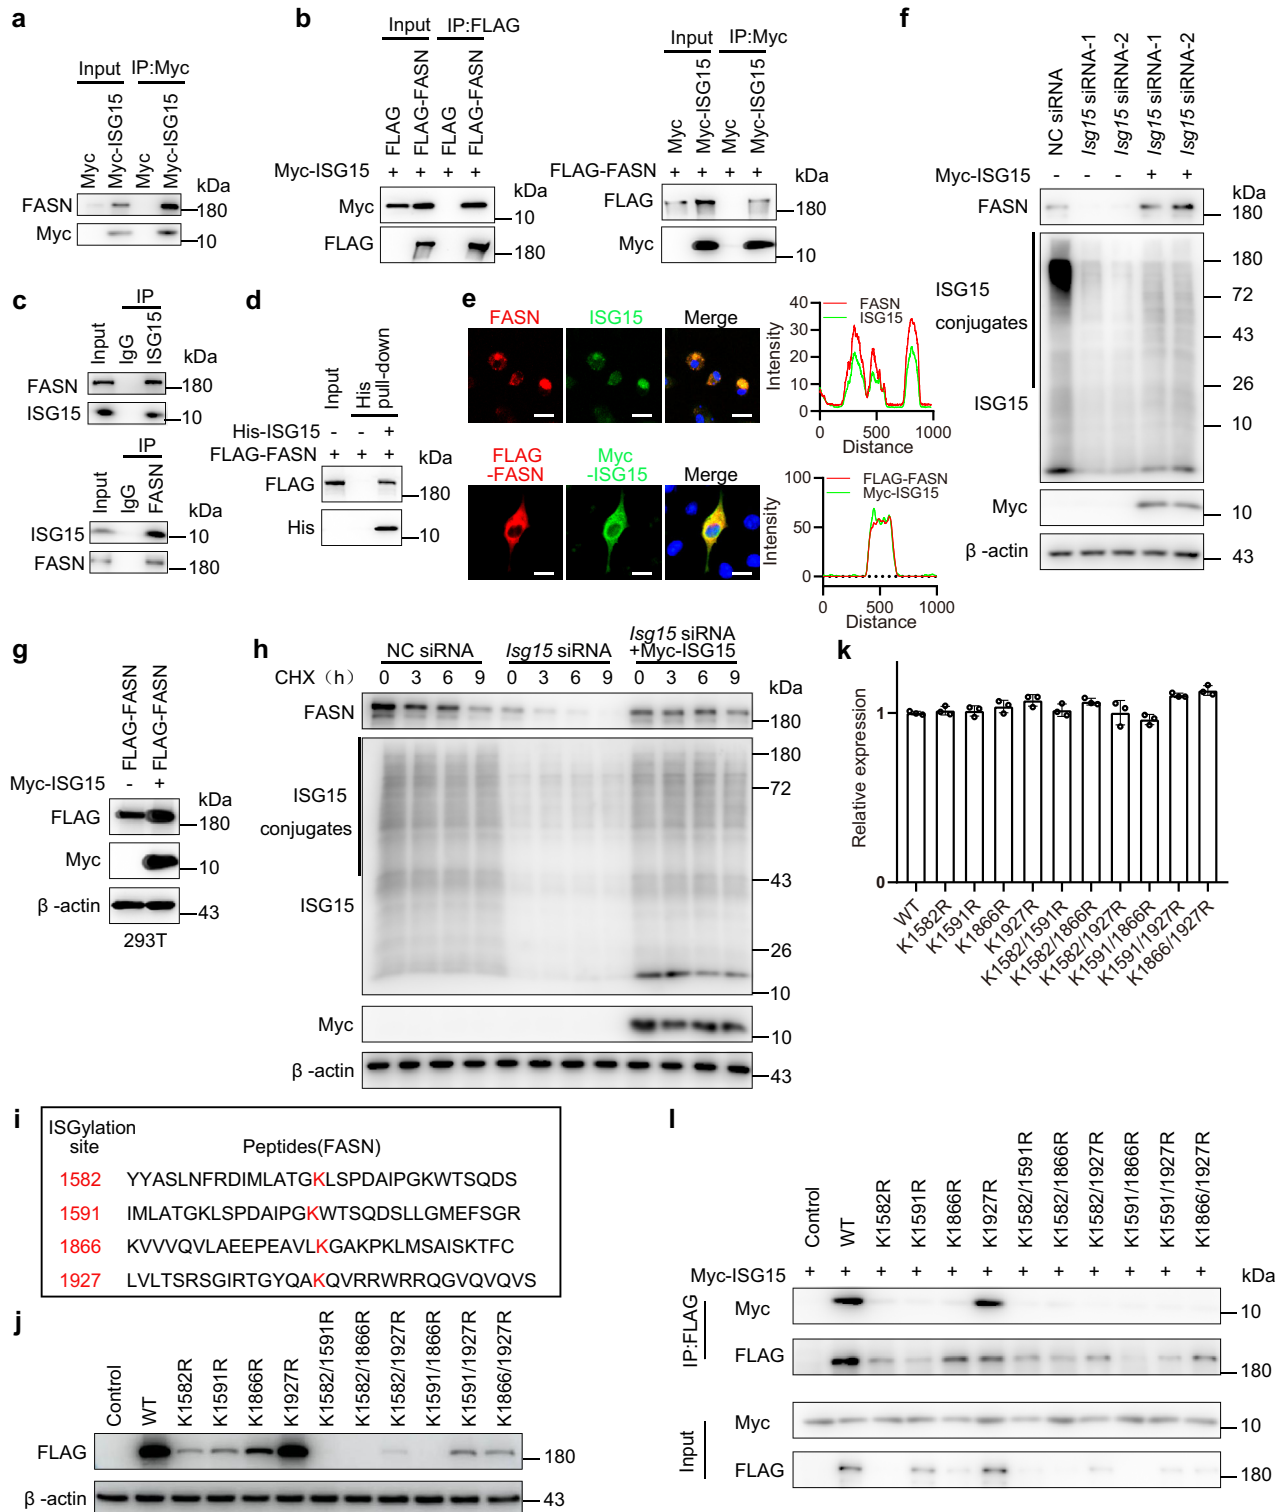 a
Input IP:Myc
Myc
Myc-ISG15
Myc
Myc-ISG15
kDa
FASN
180
Myc
10
b
Input IP:FLAG
FLAG
FLAG-FASN
FLAG
FLAG-FASN
Myc-ISG15 + + + +
kDa
Myc
10
FLAG
180
Input IP:Myc
Myc
Myc-ISG15
Myc
Myc-ISG15
FLAG-FASN + + + +
kDa
FLAG
180
Myc
10
c
IP
Input
IgG
ISG15
kDa
FASN
180
ISG15
10
IP
Input
IgG
FASN
ISG15
10
FASN
180
d
Input
His
pull-down
His-ISG15 - - +
FLAG-FASN + + +
kDa
FLAG
180
His
10
e
FASN ISG15 Merge
FLAG
-FASN
Myc
-ISG15
Merge
FASN
ISG15
Intensity
40
30
20
10
0
0 500 1000
Distance
FLAG-FASN
Myc-ISG15
Intensity
100
50
0
0 500 1000
Distance
f
NC siRNA
Isg15 siRNA-1
Isg15 siRNA-2
Isg15 siRNA-1
Isg15 siRNA-2
Myc-ISG15 - - - + +
kDa
FASN
180
ISG15
conjugates
ISG15
180
72
43
26
10
Myc
10
β -actin
43
g
FLAG-FASN
FLAG-FASN
Myc-ISG15 - +
kDa
FLAG
180
Myc
10
β -actin
43
293T
h
NC siRNA Isg15 siRNA Isg15 siRNA
+Myc-ISG15
CHX (h) 0 3 6 9 0 3 6 9 0 3 6 9
kDa
FASN
180
ISG15
conjugates
ISG15
180
72
43
26
10
Myc
10
β -actin
43
k
Relative expression
1
0
WT
K1582R
K1591R
K1866R
K1927R
K1582/1591R
K1582/1866R
K1582/1927R
K1591/1866R
K1591/1927R
K1866/1927R
i
ISGylation
site
Peptides(FASN)
1582 YYASLNFRDIMLATGKLSPDAIPGKWTSQDS
1591 IMLATGKLSPDAIPGKWTSQDSLLGMEFSGR
1866 KVVVQVLAEEPEAVLKGAKPKLMSAISKTFC
1927 LVLTSRSGIRTGYQAKQVRRWRRQGVQVQVS
j
Control
WT
K1582R
K1591R
K1866R
K1927R
K1582/1591R
K1582/1866R
K1582/1927R
K1591/1866R
K1591/1927R
K1866/1927R
FLAG
180
β -actin
43
l
Control
WT
K1582R
K1591R
K1866R
K1927R
K1582/1591R
K1582/1866R
K1582/1927R
K1591/1866R
K1591/1927R
K1866/1927R
Myc-ISG15 + + + + + + + + + + + +
kDa
IP:FLAG
Myc
10
FLAG
180
Input
Myc
10
FLAG
180